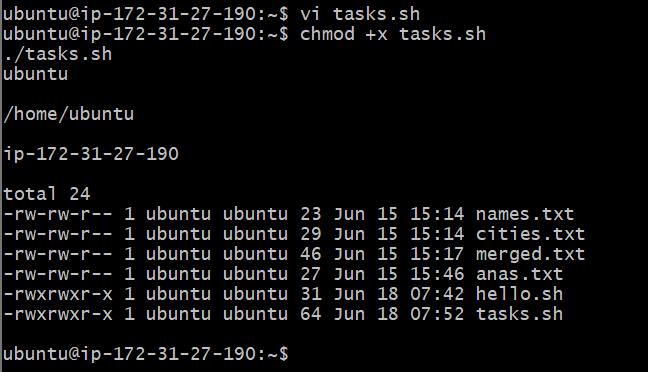 ubuntu@ip-172-31-27-190:~$ vi tasks.sh
ubuntu@ip-172-31-27-190:~$ chmod +x tasks.sh
./tasks.sh
ubuntu
/home/ubuntu
ip-172-31-27-190
total 24
-rw-rw-r-- 1 ubuntu ubuntu 23 Jun 15 15:14 names.txt
-rw-rw-r-- 1 ubuntu ubuntu 29 Jun 15 15:14 cities.txt
-rw-rw-r-- 1 ubuntu ubuntu 46 Jun 15 15:17 merged.txt
-rw-rw-r-- 1 ubuntu ubuntu 27 Jun 15 15:46 anas.txt
-rwxrwxr-x 1 ubuntu ubuntu 31 Jun 18 07:42 hello.sh
-rwxrwxr-x 1 ubuntu ubuntu 64 Jun 18 07:52 tasks.sh
ubuntu@ip-172-31-27-190:~$